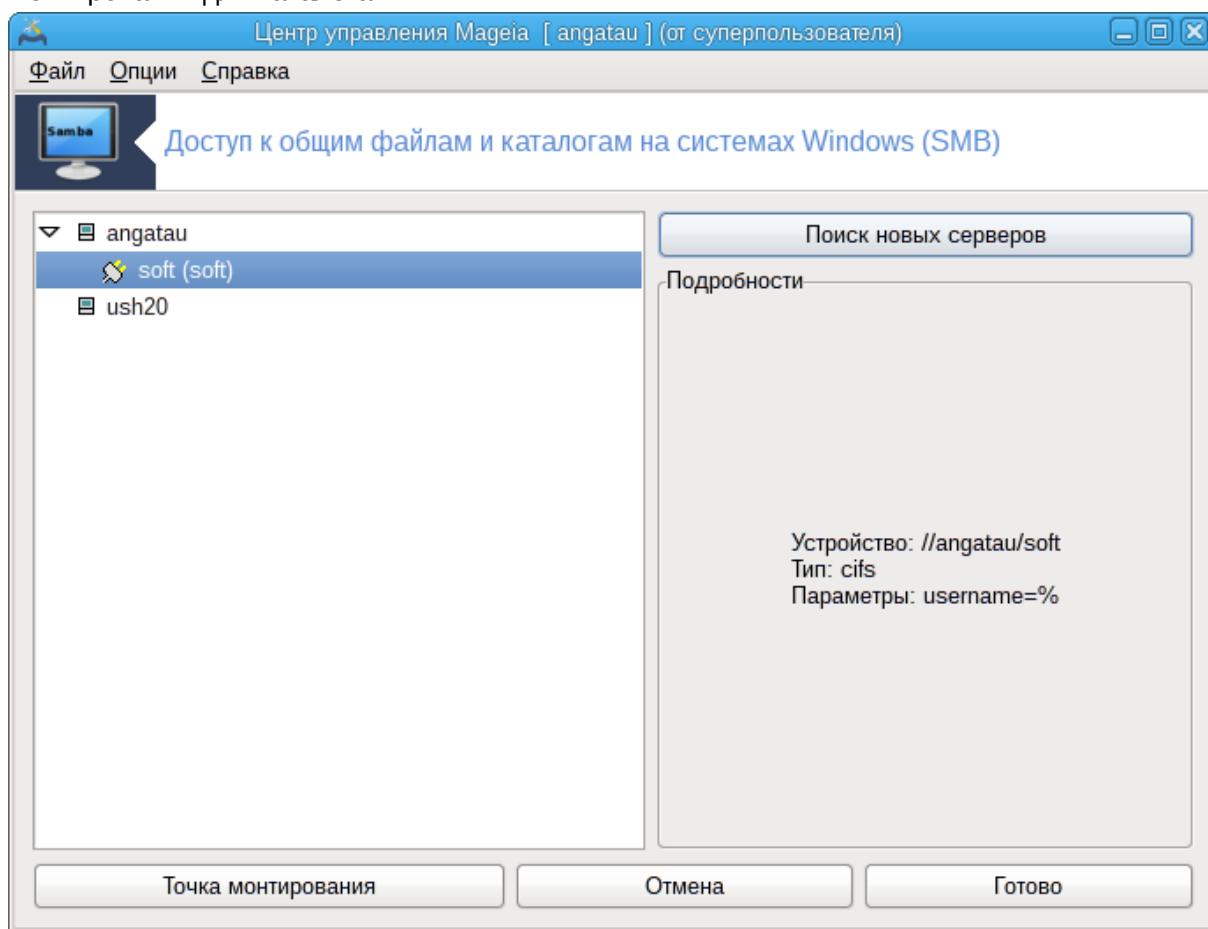 Центр управления Mageia [ angatau ] (от суперпользователя)
Файл Опции Справка
Samba
Доступ к общим файлам и каталогам на системах Windows (SMB)
angatau
soft (soft)
ush20
Поиск новых серверов
Подробности
Устройство: //angatau/soft
Тип: cifs
Параметры: username=%
Точка монтирования
Отмена
Готово